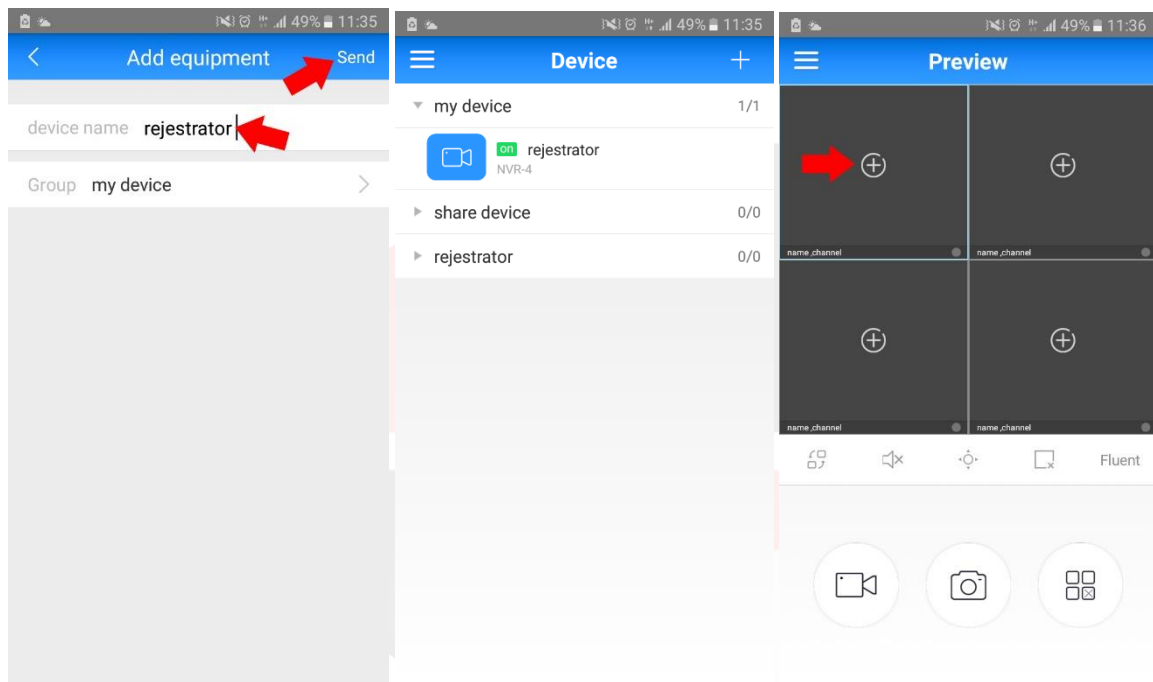 49% 11:35
Add equipment Send
device name rejestrator
Group my device
49% 11:35
Device
my device 1/1
on rejestrator
NVR-4
share device 0/0
rejestrator 0/0
49% 11:36
Preview
name ,channel name ,channel
name ,channel name ,channel
Fluent